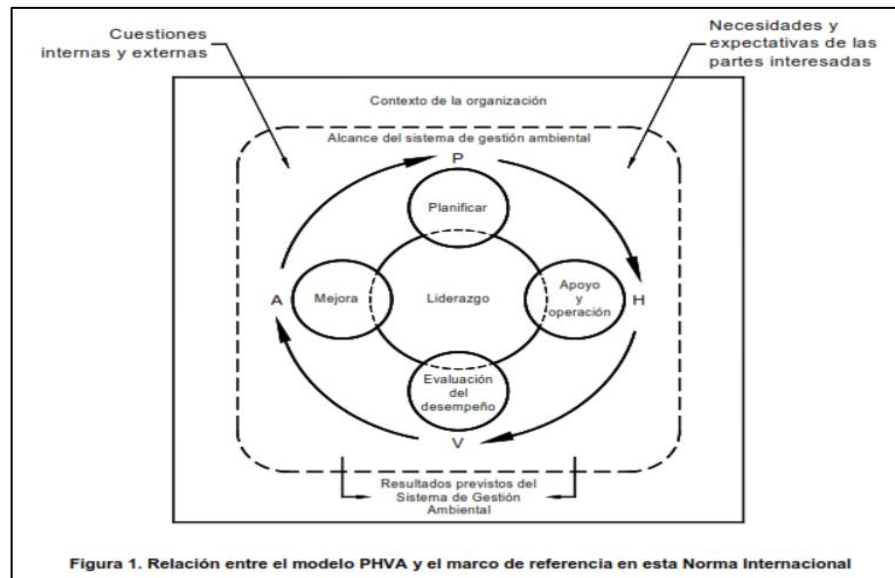 Cuestiones
internas y externas
Necesidades y
expectativas de las
partes interesadas
Contexto de la organización
Alcance del sistema de gestión ambiental
P
Planificar
A
Mejora
Liderazgo
Apoyo
y
operación
H
Evaluación
del
desempeño
V
Resultados previstos del
Sistema de Gestión
Ambiental
Figura 1. Relación entre el modelo PHVA y el marco de referencia en esta Norma Internacional